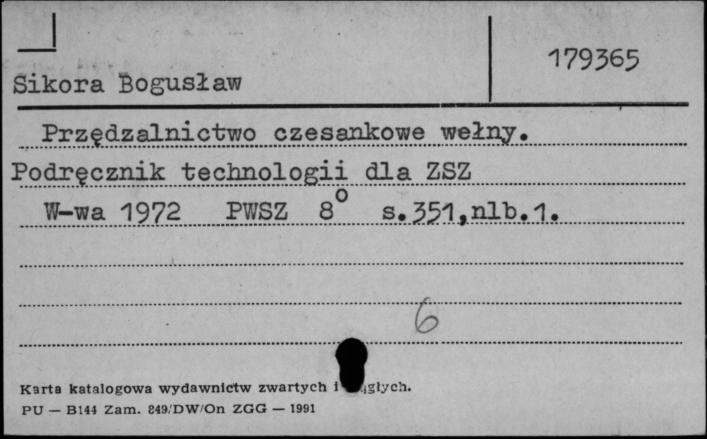 179365
Sikora Bogusław
Przędzalnictwo czesankowe wełny.
Podręcznik technologii dla ZSZ
W-wa 1972 PWSZ 8° s.351,nlb.1.
6
Karta katalogowa wydawnictw zwartych i
PU — B144 Zam. 849/DW/On ZGG — 1991